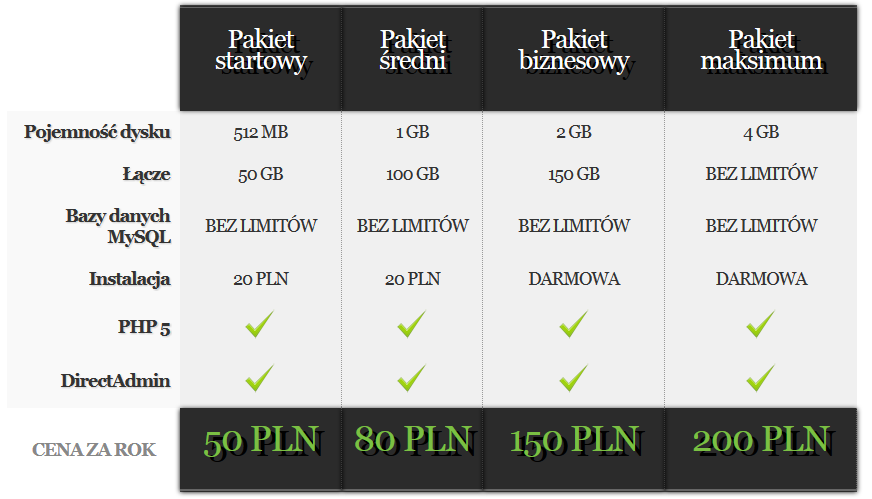 Pakiet startowy Pakiet średni Pakiet biznesowy Pakiet maksimum
Pojemność dysku 512 MB 1 GB 2 GB 4 GB
Łącze 50 GB 100 GB 150 GB BEZ LIMITÓW
Bazy danych MySQL BEZ LIMITÓW BEZ LIMITÓW BEZ LIMITÓW BEZ LIMITÓW
Instalacja 20 PLN 20 PLN DARMOWA DARMOWA
PHP 5
DirectAdmin
CENA ZA ROK 50 PLN 80 PLN 150 PLN 200 PLN